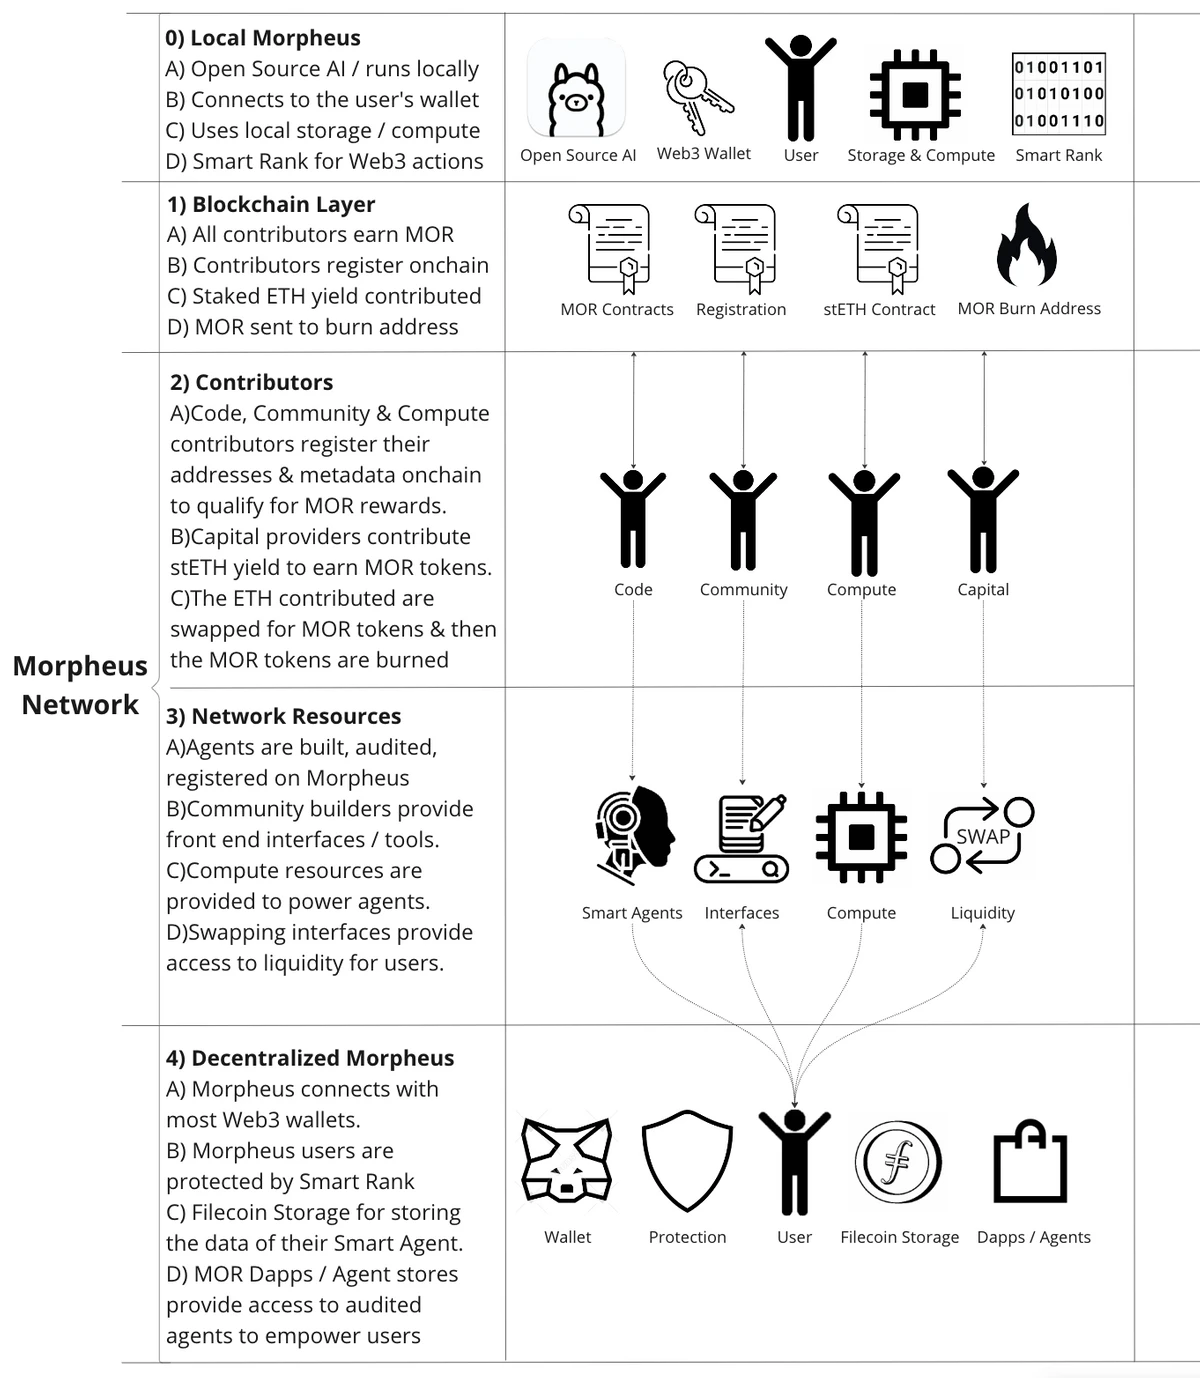 0) Local Morpheus
A) Open Source AI / runs locally
B) Connects to the user's wallet
C) Uses local storage / compute
D) Smart Rank for Web3 actions
01001101
01010100
01001110
Open Source AI
Web3 Wallet
User
Storage & Compute
Smart Rank
1) Blockchain Layer
A) All contributors earn MOR
B) Contributors register onchain
C) Staked ETH yield contributed
D) MOR sent to burn address
MOR Contracts
Registration
stETH Contract
MOR Burn Address
2) Contributors
A)Code, Community & Compute
contributors register their
addresses & metadata onchain
to qualify for MOR rewards.
B)Capital providers contribute
stETH yield to earn MOR tokens.
C)The ETH contributed are
swapped for MOR tokens & then
the MOR tokens are burned
Code
Community
Compute
Capital
Morpheus
Network
3) Network Resources
A)Agents are built, audited,
registered on Morpheus
B)Community builders provide
front end interfaces / tools.
C)Compute resources are
provided to power agents.
D)Swapping interfaces provide
access to liquidity for users.
SWAP
Smart Agents
Interfaces
Compute
Liquidity
4) Decentralized Morpheus
A) Morpheus connects with
most Web3 wallets.
B) Morpheus users are
protected by Smart Rank
C) Filecoin Storage for storing
the data of their Smart Agent.
D) MOR Dapps / Agent stores
provide access to audited
agents to empower users
Wallet
Protection
User
Filecoin Storage
Dapps / Agents